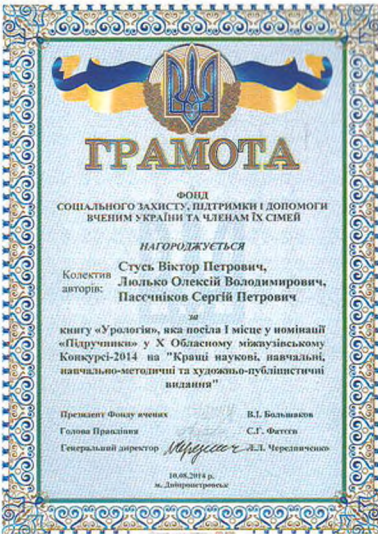 ГРАМОТА
ФОНД
СОЦІАЛЬНОГО ЗАХИСТУ, ПІДТРИМКИ І ДОПОМОГИ
ВЧЕНИМ УКРАЇНИ ТА ЧЛЕНАМ ЇХ СІМЕЙ
НАГОРОДЖУЄТЬСЯ
Колектив авторів:
Стусь Віктор Петрович,
Люлько Олексій Володимирович,
Пасєчніков Сергій Петрович
за
книгу «Урологія», яка посіла І місце у номінації
«Підручники» у Х Обласному міжвузівському
Конкурсі-2014 на "Кращі наукові, навчальні,
навчально-методичні та художньо-публіцистичні
видання"
Президент Фонду вчених В.І. Большаков
Голова Правління С.Г. Фатєєв
Генеральний директор Л.Л. Чередниченко
10.08.2014 р.
м. Дніпропетровськ